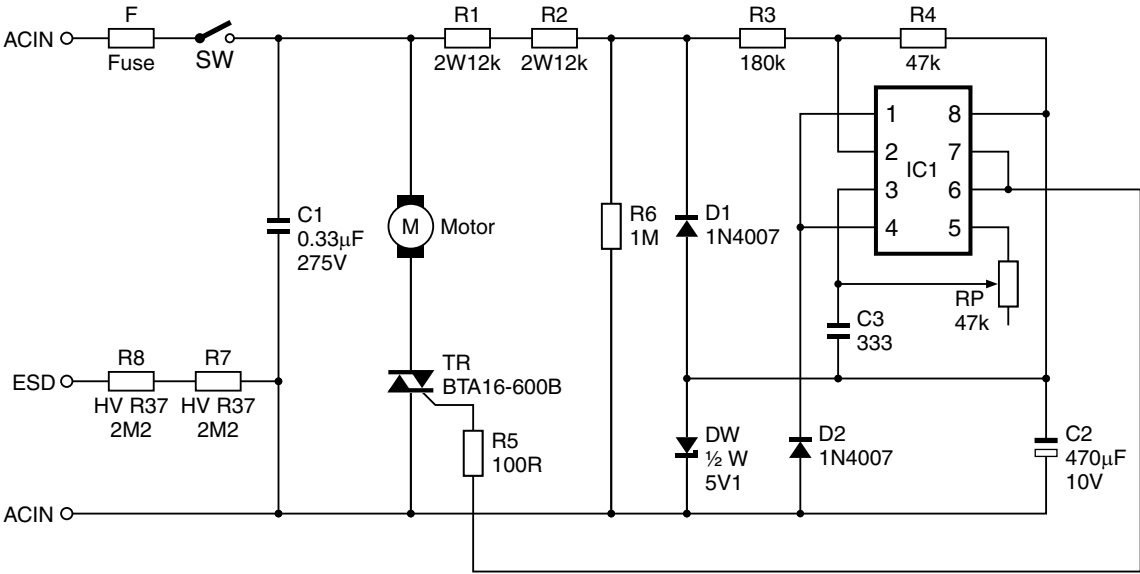 F
R1
R2
R3
R4
ACIN
Fuse
SW
2W12k
2W12k
180k
47k
1
8
2
7
IC1
3
6
4
5
C1
0.33µF
275V
M
Motor
R6
1M
D1
1N4007
RP
47k
C3
333
R8
R7
ESD
HV R37
2M2
HV R37
2M2
TR
BTA16-600B
R5
100R
DW
½ W
5V1
D2
1N4007
C2
470µF
10V
ACIN